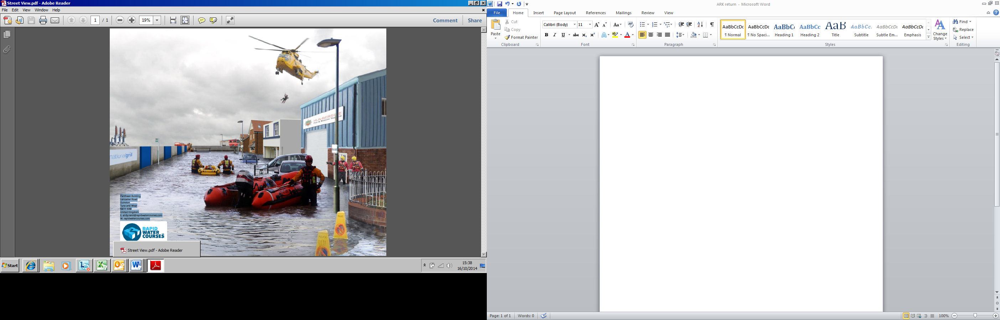 Street View.pdf - Adobe Reader
File Edit View Window Help
1 / 1
19%
Comment
Share
HUMBERSIDE
Fire & Rescue Service
nationalgrid
Lancaster Road
Dunston
Tyne and Wear
United Kingdom
E. andy.laird@rapidwatercourses.com
W. rapidwatercourses.com
RAPID
WATER
COURSES
POLICE
POLICE
Street View.pdf - Adobe Reader
Start
15:38
16/10/2014
ARK return - Microsoft Word
File Home Insert Page Layout References Mailings Review View
Paste
Cut
Copy
Format Painter
Clipboard
Calibri (Body) 11
Font
Paragraph
AaBbCcDc AaBbCcDc AaBbC AaBbCc AaB AaBbCc. AaBbCcDc AaBbCcDc
¶ Normal ¶ No Spaci... Heading 1 Heading 2 Title Subtitle Subtle Em... Emphasis
Change
Styles
Styles
Find
Replace
Select
Editing
Page: 1 of 1 Words: 0
100%